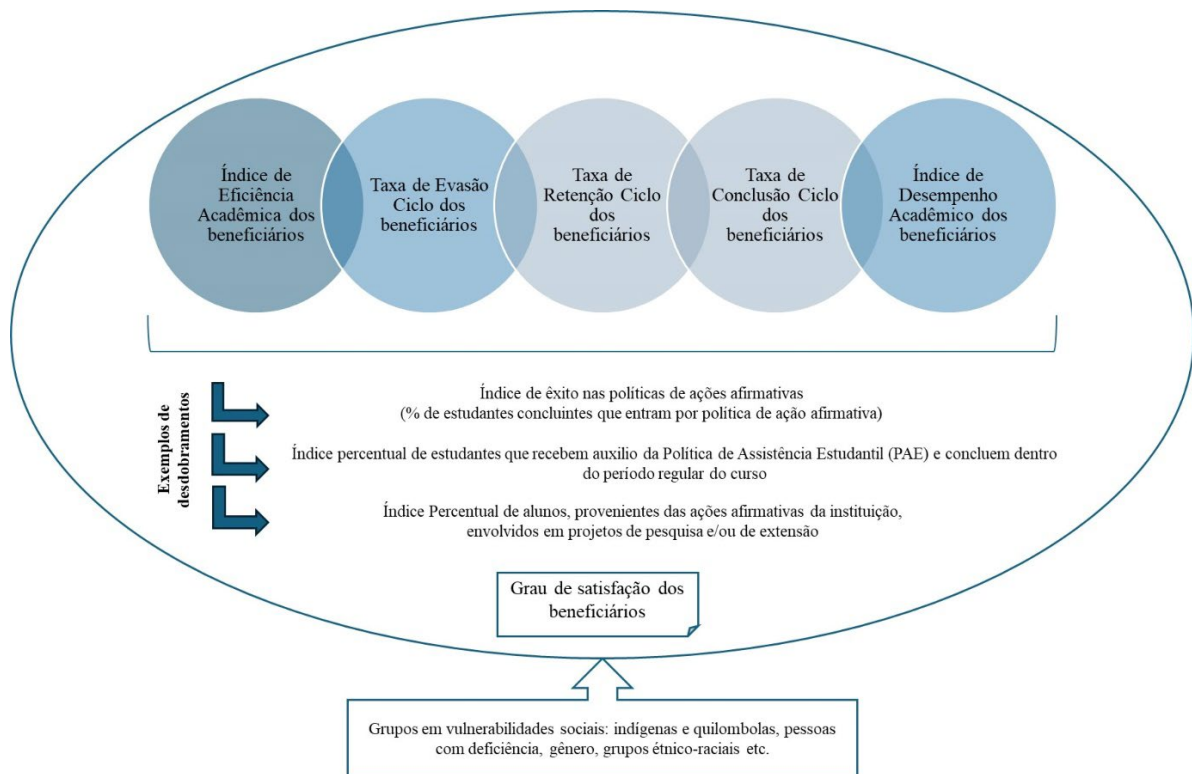 Índice de
Eficiência
Acadêmica dos
beneficiários
Taxa de Evasão
Ciclo dos
beneficiários
Taxa de
Retenção Ciclo
dos
beneficiários
Taxa de
Conclusão Ciclo
dos
beneficiários
Índice de
Desempenho
Acadêmico dos
beneficiários
Exemplos de
desdobramentos
Índice de êxito nas políticas de ações afirmativas
(% de estudantes concluintes que entram por política de ação afirmativa)
Índice percentual de estudantes que recebem auxilio da Política de Assistência Estudantil (PAE) e concluem dentro
do período regular do curso
Índice Percentual de alunos, provenientes das ações afirmativas da instituição,
envolvidos em projetos de pesquisa e/ou de extensão
Grau de satisfação dos
beneficiários
Grupos em vulnerabilidades sociais: indígenas e quilombolas, pessoas
com deficiência, gênero, grupos étnico-raciais etc.